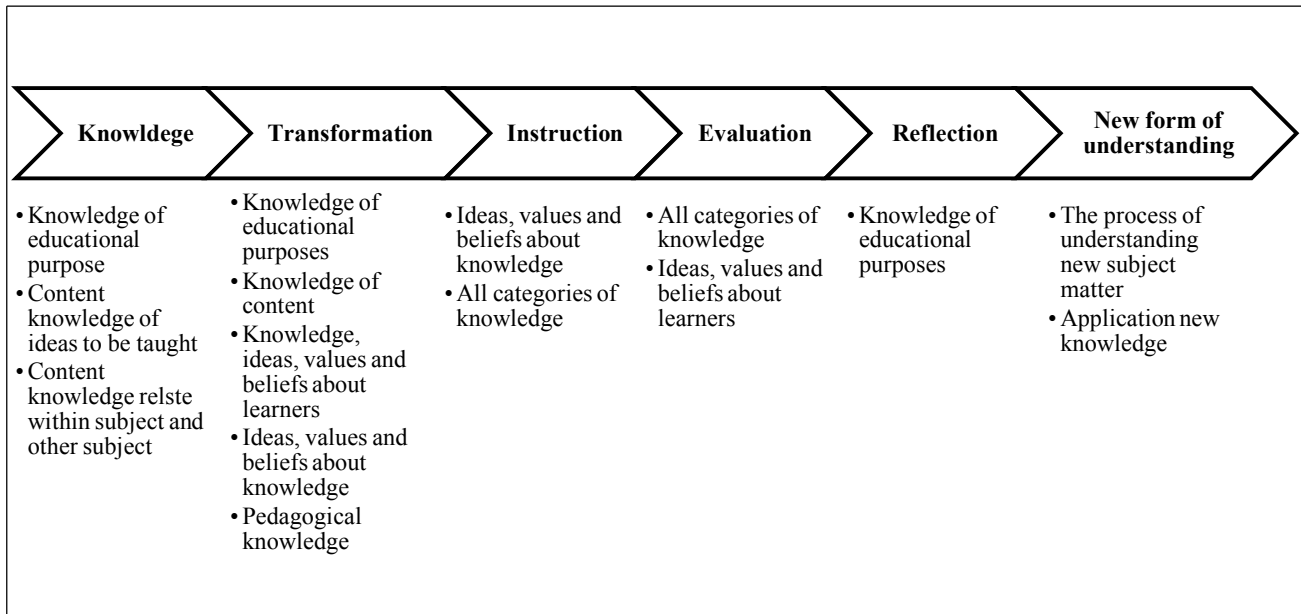 Knowldege
Transformation
Instruction
Evaluation
Reflection
New form of
understanding
• Knowledge of
educational
purpose
• Content
knowledge of
ideas to be taught
• Content
knowledge relste
within subject and
other subject
• Knowledge of
educational
purposes
• Knowledge of
content
• Knowledge,
ideas, values and
beliefs about
learners
• Ideas, values and
beliefs about
knowledge
• Pedagogical
knowledge
• Ideas, values and
beliefs about
knowledge
• All categories of
knowledge
• All categories of
knowledge
• Ideas, values and
beliefs about
learners
• Knowledge of
educational
purposes
• The process of
understanding
new subject
matter
• Application new
knowledge